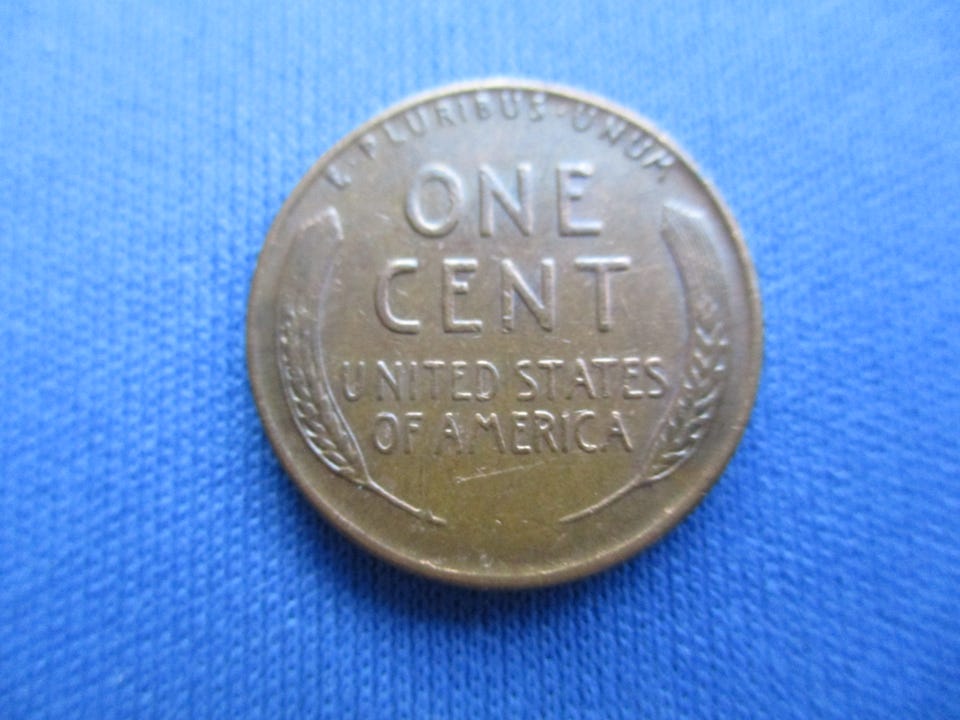 E·PLURIBUS·UNUM
ONE
CENT
UNITED STATES
OF AMERICA